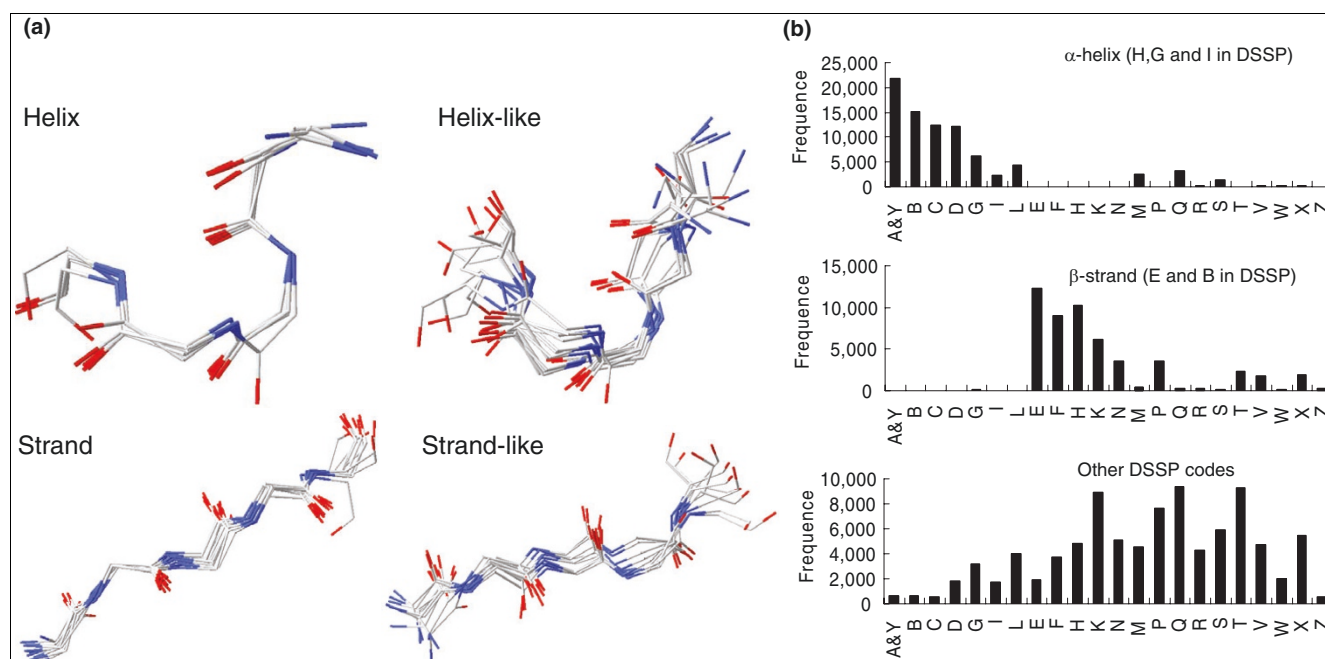 (a)
Helix
Helix-like
Strand
Strand-like
(b)
α-helix (H,G and I in DSSP)
Frequence
25,000
20,000
15,000
10,000
5,000
0
A&Y B C D G I L E F H K N M P Q R S T V W X Z
β-strand (E and B in DSSP)
Frequence
15,000
10,000
5,000
0
A&Y B C D G I L E F H K N M P Q R S T V W X Z
Other DSSP codes
Frequence
10,000
8,000
6,000
4,000
2,000
0
A&Y B C D G I L E F H K N M P Q R S T V W X Z